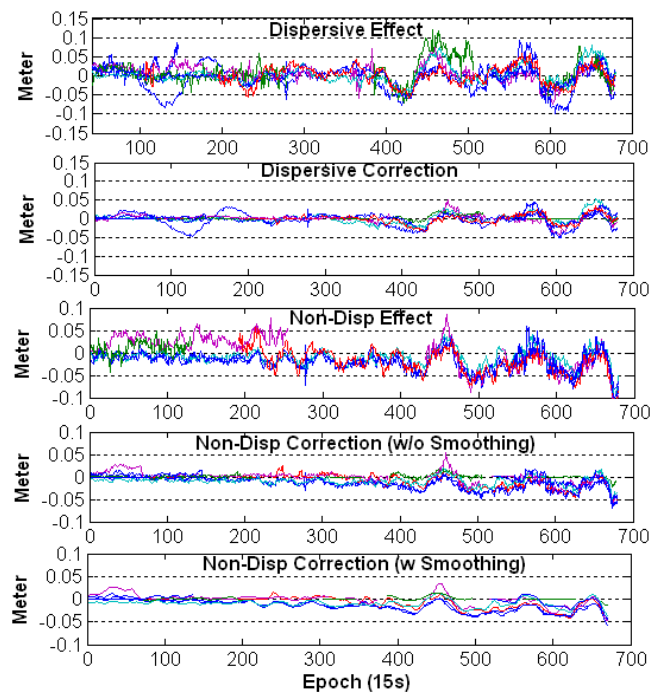 Dispersive Effect
Meter
0.15
0.1
0.05
0
-0.05
-0.1
-0.15
100 200 300 400 500 600 700
Dispersive Correction
Meter
0.15
0.1
0.05
0
-0.05
-0.1
-0.15
0 100 200 300 400 500 600 700
Non-Disp Effect
Meter
0.1
0.05
0
-0.05
-0.1
0 100 200 300 400 500 600 700
Non-Disp Correction (w/o Smoothing)
Meter
0.1
0.05
0
-0.05
-0.1
0 100 200 300 400 500 600 700
Non-Disp Correction (w Smoothing)
Meter
0.1
0.05
0
-0.05
-0.1
0 100 200 300 400 500 600 700
Epoch (15s)